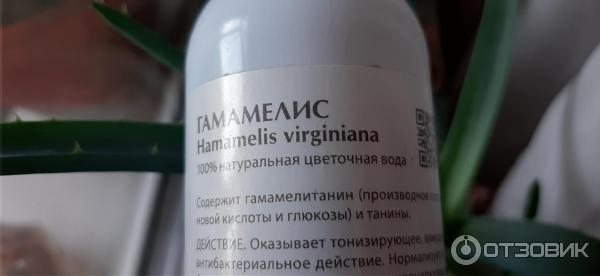 ГАМАМЕЛИС
Hamamelis virginiana
100% натуральная цветочная вода
Содержит гамамелитанин (производное
новой кислоты и глюкозы) и танины.
ДЕЙСТВИЕ. Оказывает тонизирующее,
антибактериальное действие.
ОТЗОВИК